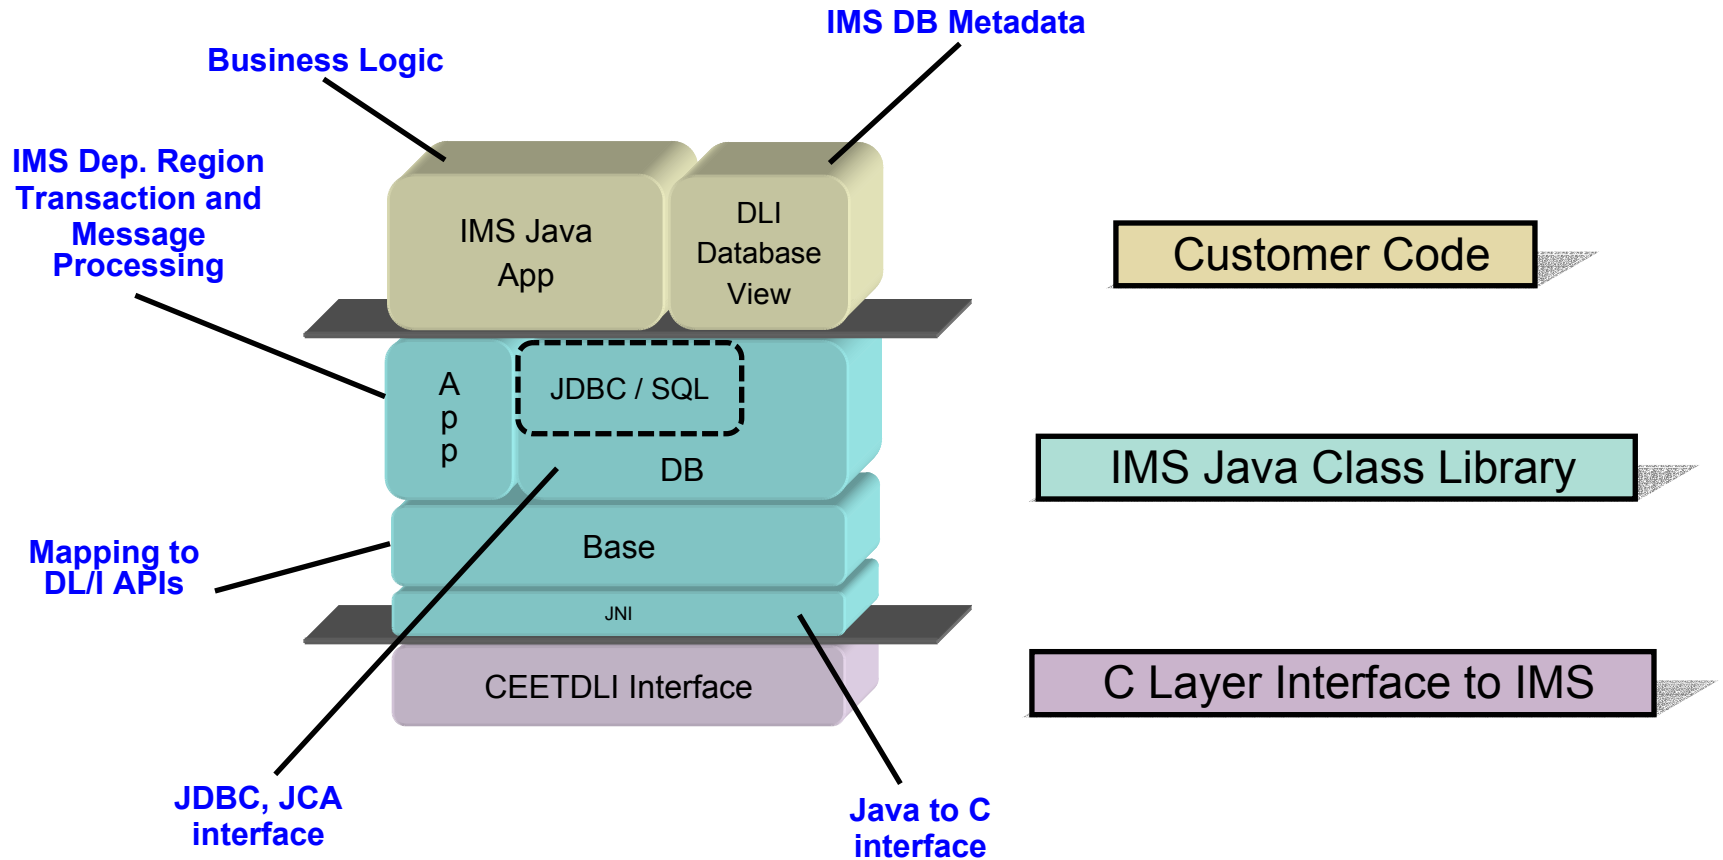 IMS DB Metadata
Business Logic
IMS Dep. Region
Transaction and
Message
Processing
IMS Java
App
DLI
Database
View
Customer Code
A
p
p
JDBC / SQL
DB
IMS Java Class Library
Base
Mapping to
DL/I APIs
JNI
CEETDLI Interface
C Layer Interface to IMS
JDBC, JCA
interface
Java to C
interface